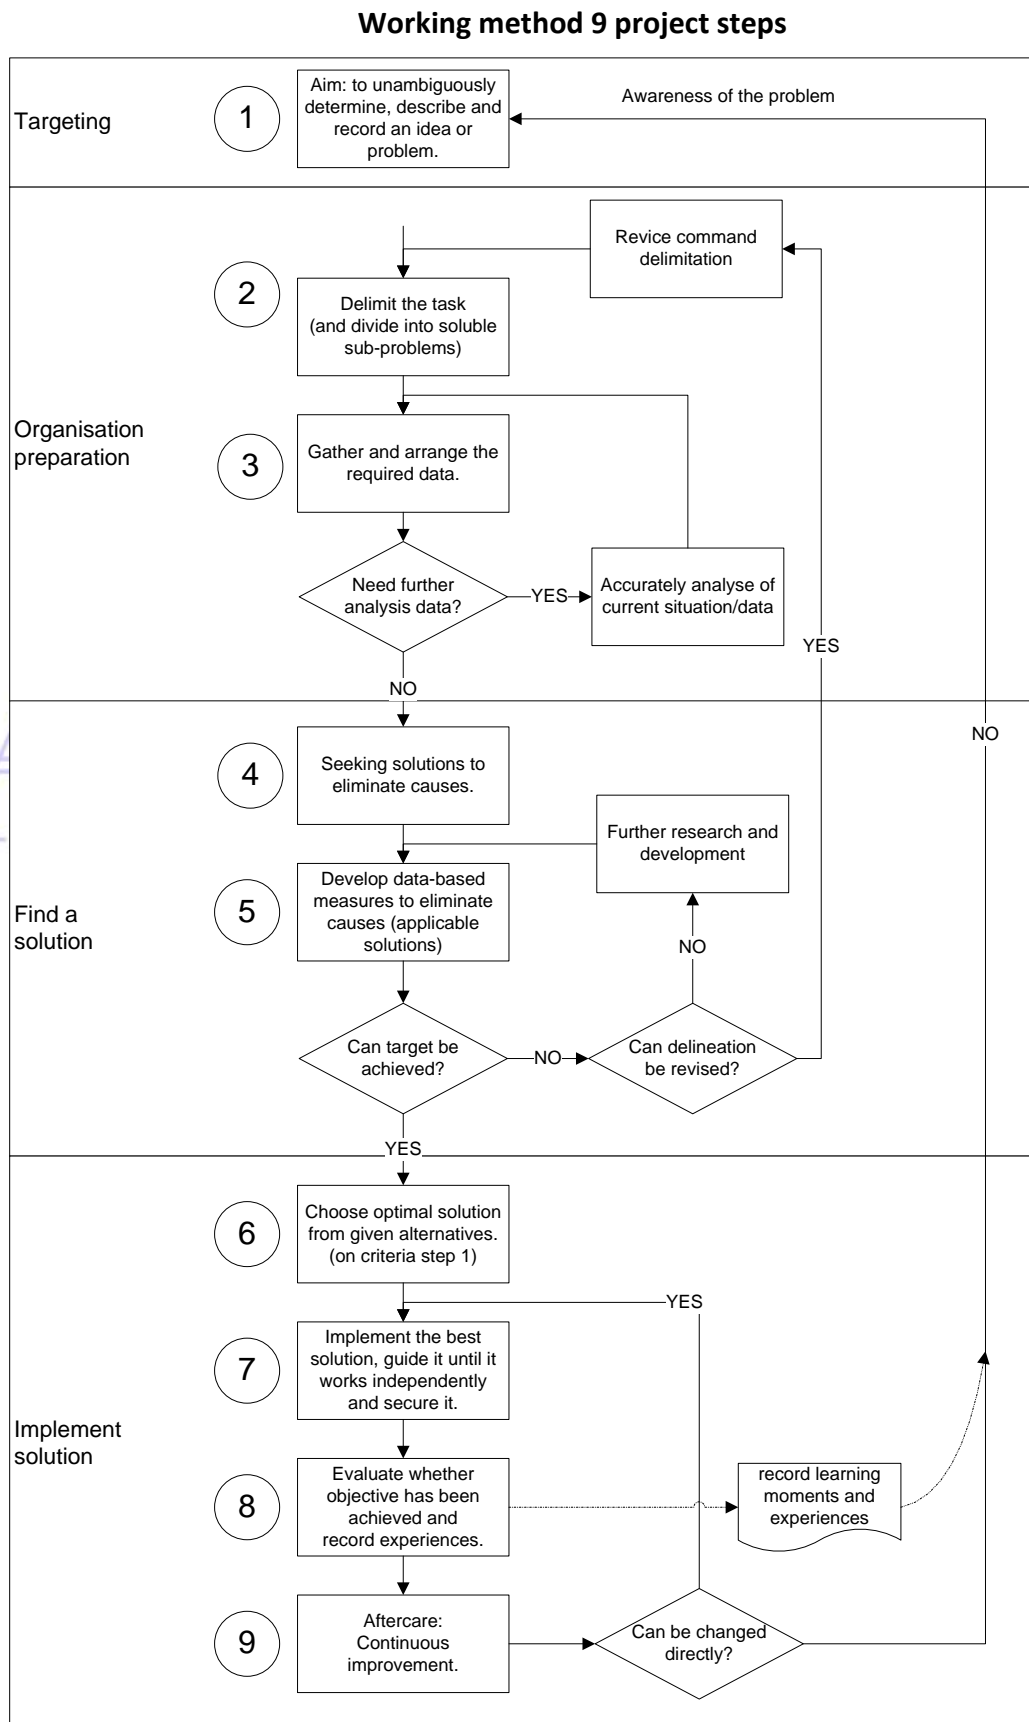 Working method 9 project steps
Targeting
1
Aim: to unambiguously
determine, describe and
record an idea or
problem.
Awareness of the problem
Organisation
preparation
Revice command
delimitation
2
Delimit the task
(and divide into soluble
sub-problems)
3
Gather and arrange the
required data.
Need further
analysis data?
YES
Accurately analyse of
current situation/data
YES
NO
NO
Find a
solution
4
Seeking solutions to
eliminate causes.
Further research and
development
5
Develop data-based
measures to eliminate
causes (applicable
solutions)
NO
Can target be
achieved?
NO
Can delineation
be revised?
YES
Implement
solution
6
Choose optimal solution
from given alternatives.
(on criteria step 1)
YES
7
Implement the best
solution, guide it until it
works independently
and secure it.
8
Evaluate whether
objective has been
achieved and
record experiences.
record learning
moments and
experiences
9
Aftercare:
Continuous
improvement.
Can be changed
directly?